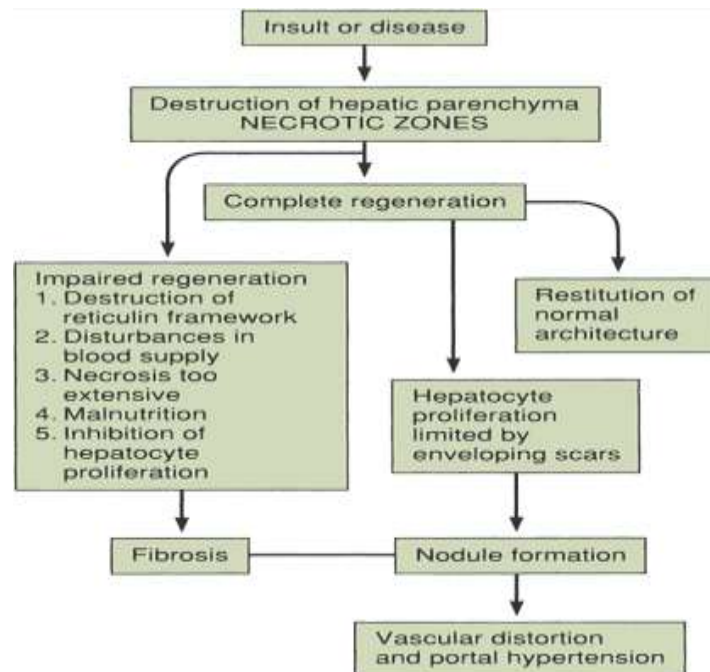 Insult or disease
Destruction of hepatic parenchyma
NECROTIC ZONES
Complete regeneration
Impaired regeneration
1. Destruction of
reticulin framework
2. Disturbances in
blood supply
3. Necrosis too
extensive
4. Malnutrition
5. Inhibition of
hepatocyte
proliferation
Restitution of
normal
architecture
Hepatocyte
proliferation
limited by
enveloping scars
Fibrosis
Nodule formation
Vascular distortion
and portal hypertension